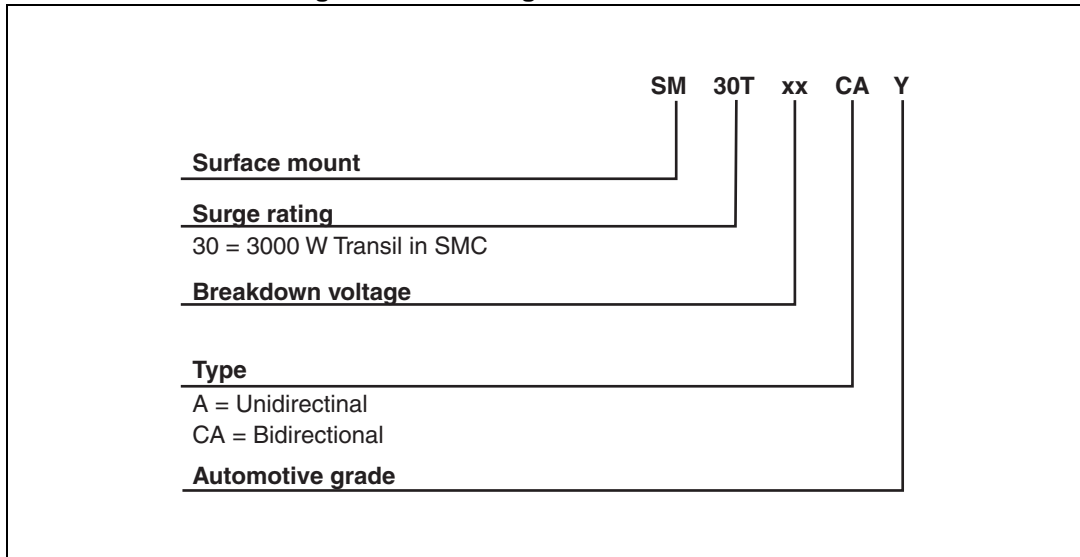 SM 30T xx CA Y
Surface mount
Surge rating
30 = 3000 W Transil in SMC
Breakdown voltage
Type
A = Unidirectinal
CA = Bidirectional
Automotive grade